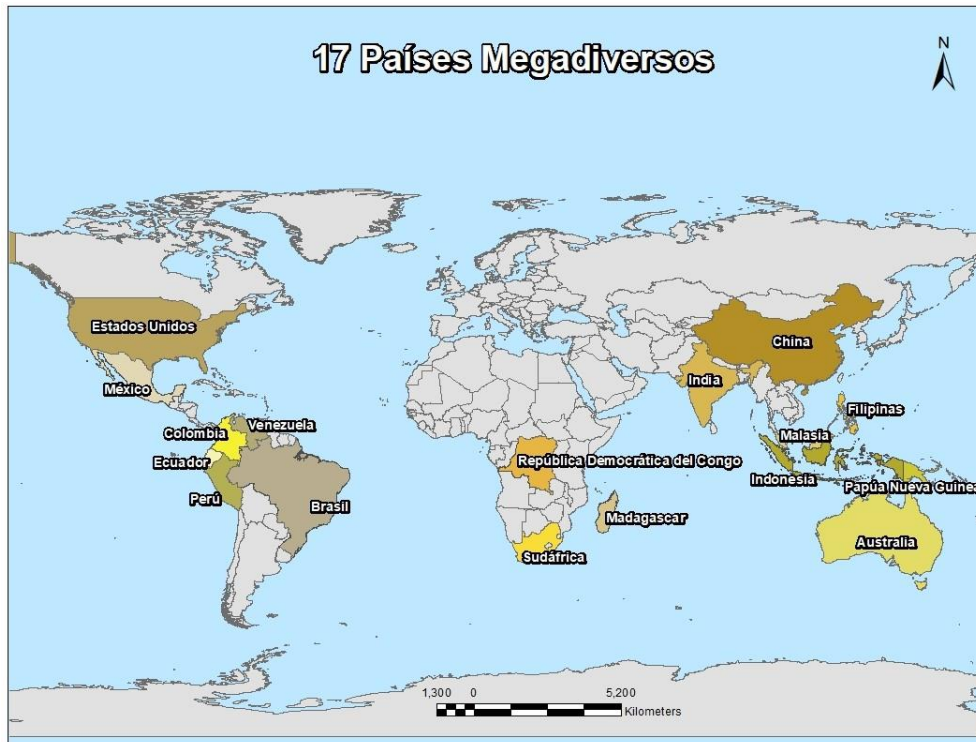 17 Países Megadiversos
N
Estados Unidos
México
China
India
Filipinas
Colombia
Venezuela
Malasia
Ecuador
República Democrática del Congo
Indonesia
Papúa Nueva Guinea
Perú
Brasil
Madagascar
Australia
Sudáfrica
1,300 0 5,200
Kilometers